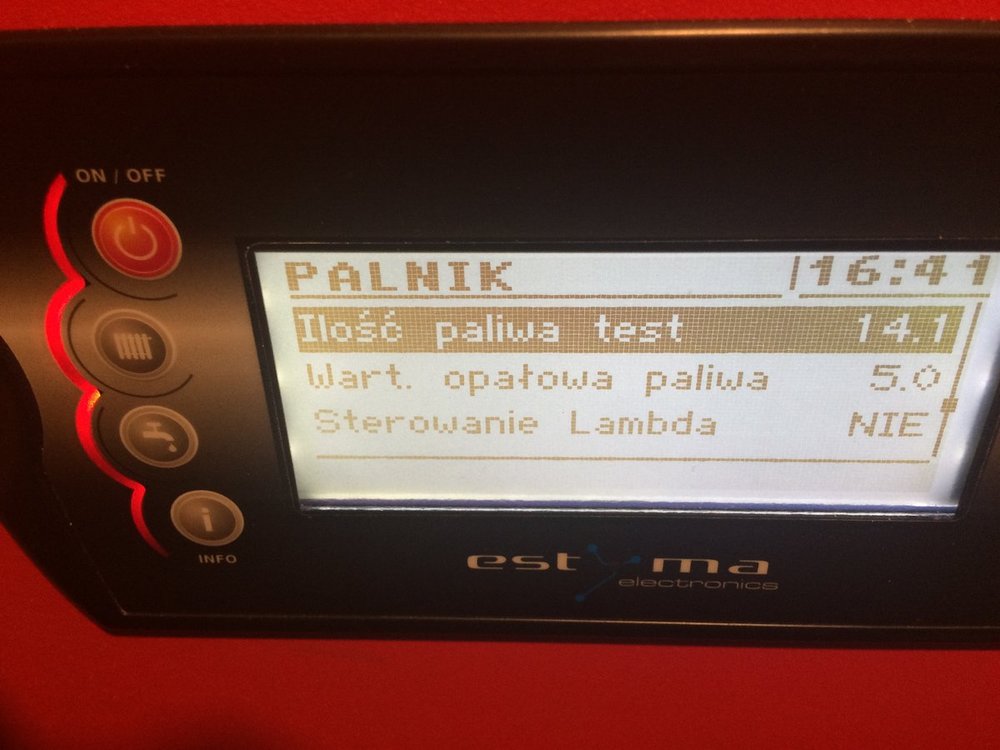 ON / OFF
PALNIK 16:41
Ilość paliwa test 14.1
Wart. opałowa paliwa 5.0
Sterowanie Lambda NIE
INFO
estyma
electronics